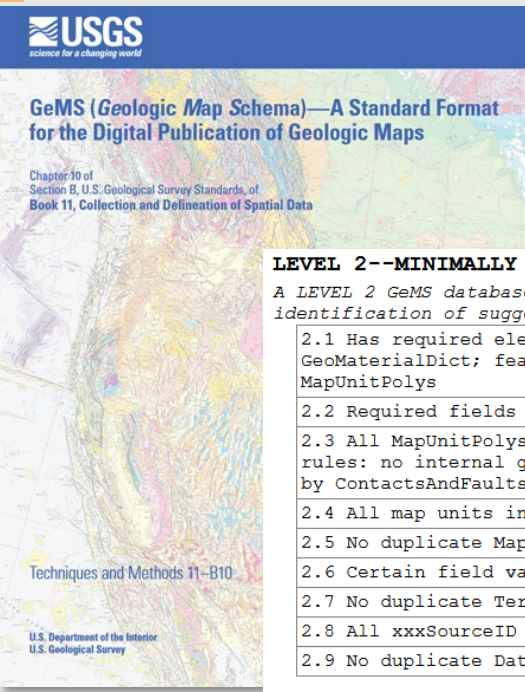 USGS
science for a changing world
GeMS (Geologic Map Schema)—A Standard Format
for the Digital Publication of Geologic Maps
Chapter 10 of
Section B, U.S. Geological Survey Standards, of
Book 11, Collection and Delineation of Spatial Data
LEVEL 2--MINIMALLY
A LEVEL 2 GeMS database
identification of sugge
2.1 Has required ele
GeoMaterialDict; fea
MapUnitPolys
2.2 Required fields
2.3 All MapUnitPolys
rules: no internal g
by ContactsAndFaults
2.4 All map units in
2.5 No duplicate Map
2.6 Certain field va
2.7 No duplicate Ter
2.8 All xxxSourceID
2.9 No duplicate Dat
Techniques and Methods 11–B10
U.S. Department of the Interior
U.S. Geological Survey